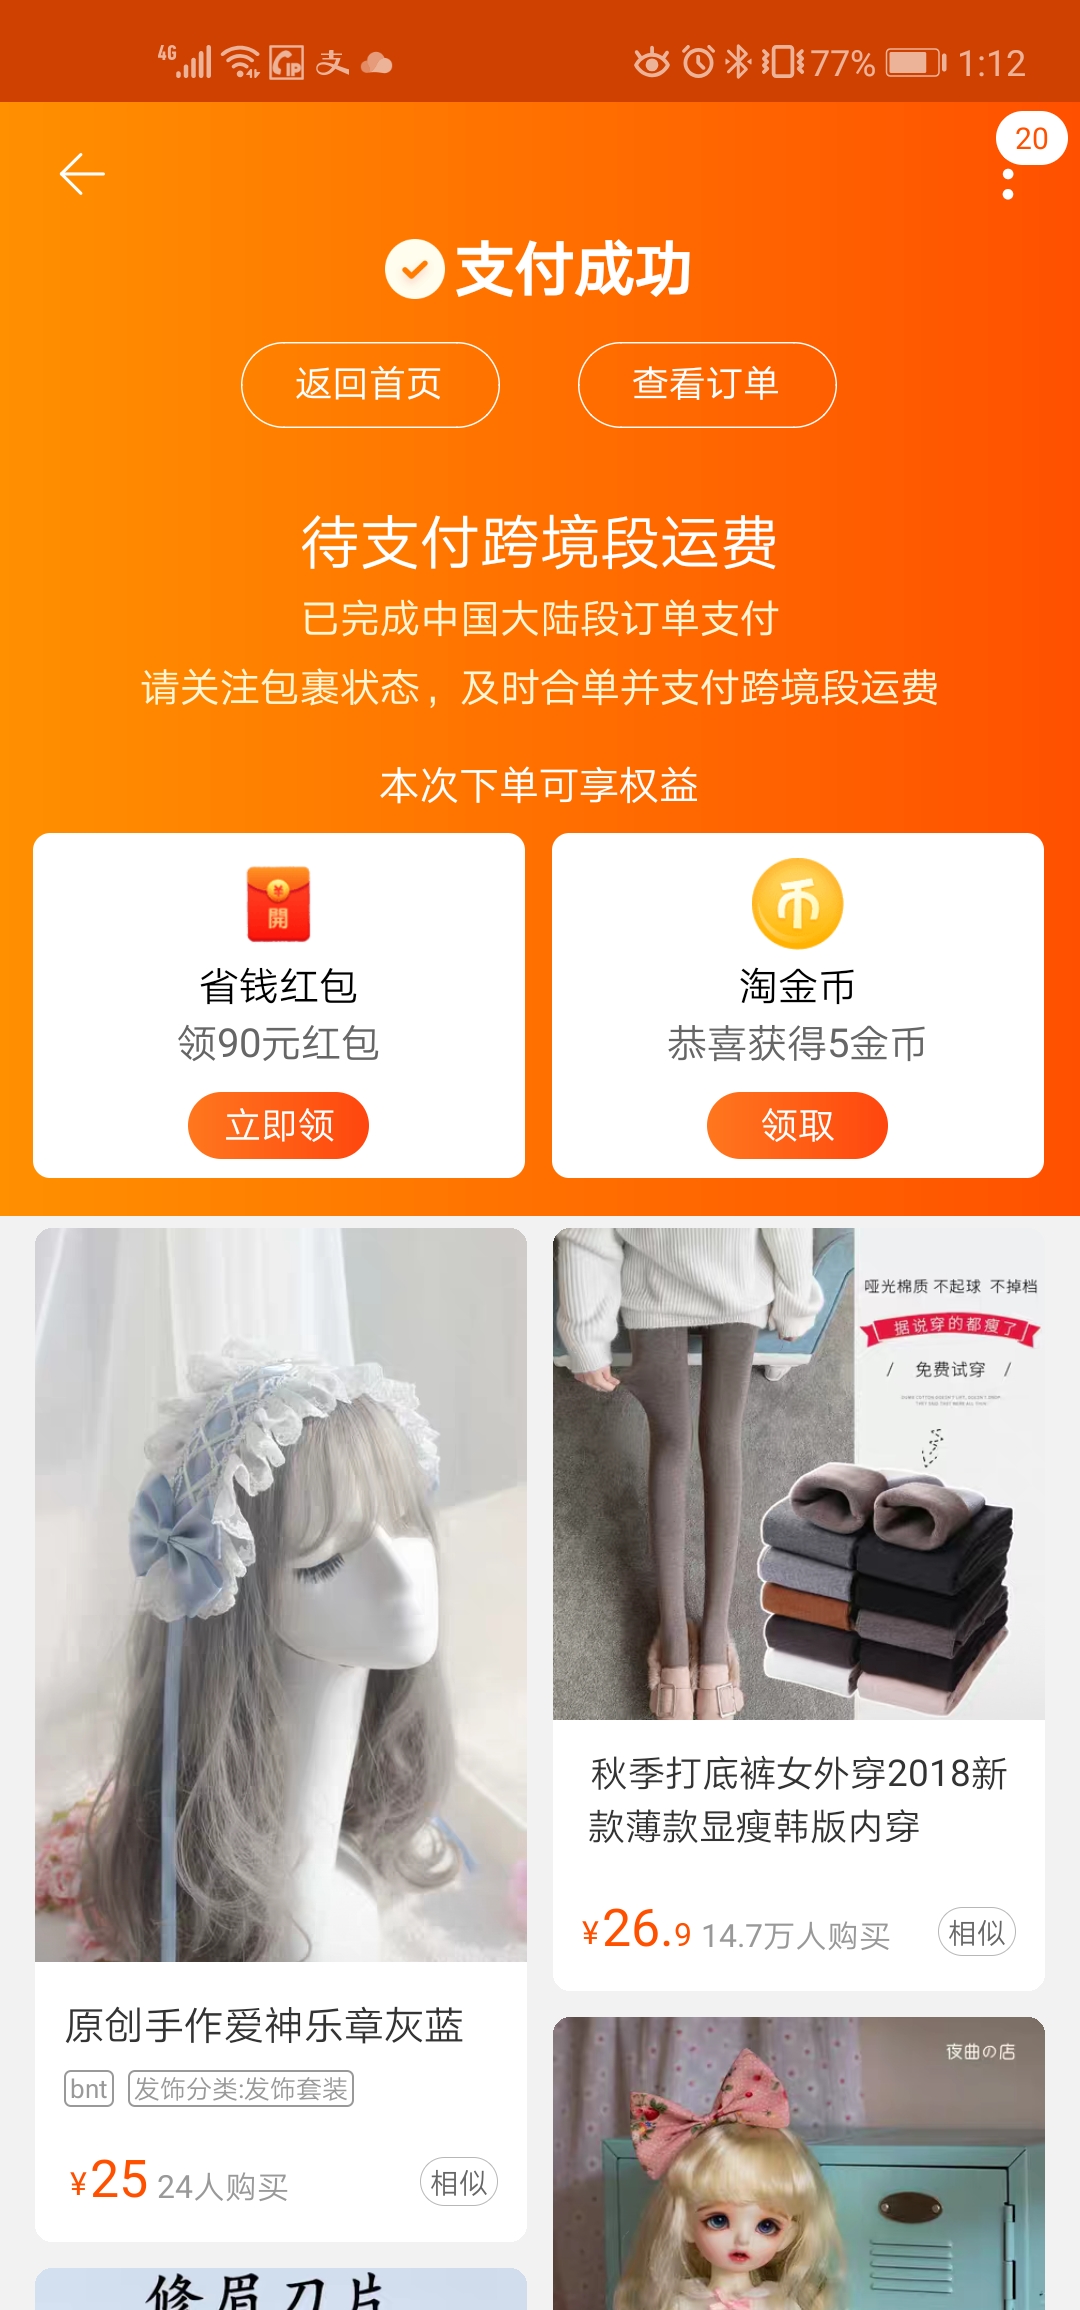 4G
77%
1:12
20
支付成功
返回首页
查看订单
待支付跨境段运费
已完成中国大陆段订单支付
请关注包裹状态，及时合单并支付跨境段运费
本次下单可享权益
開
省钱红包
领90元红包
立即领
币
淘金币
恭喜获得5金币
领取
原创手作爱神乐章灰蓝
bnt 发饰分类:发饰套装
¥25 24人购买 相似
修眉刀片
哑光棉质 不起球 不掉档
据说穿的都瘦了
/ 免费试穿 /
秋季打底裤女外穿2018新
款薄款显瘦韩版内穿
¥26.9 14.7万人购买 相似
夜曲の店